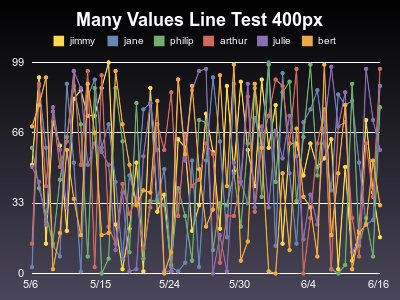 Many Values Line Test 400px
jimmy jane philip arthur julie bert
99
66
33
0
5/6 5/15 5/24 5/30 6/4 6/16